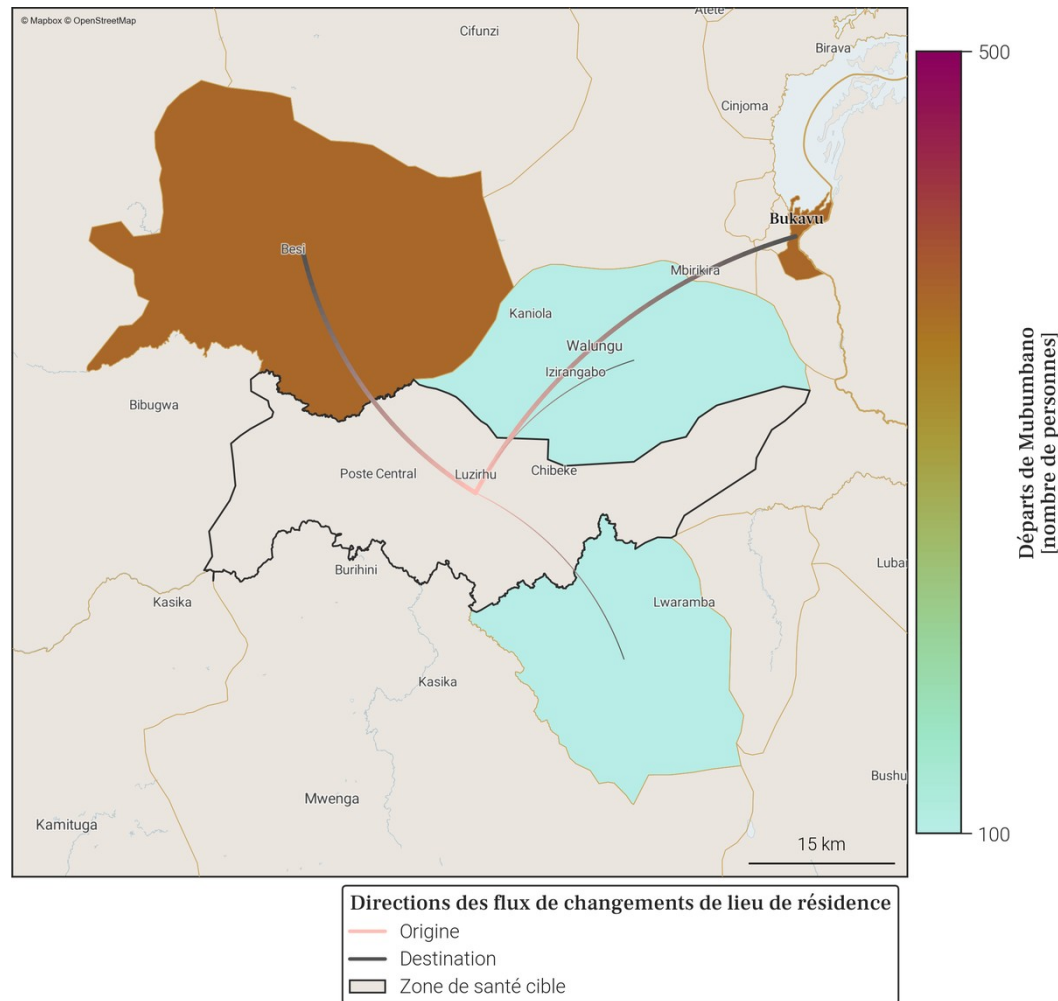 © Mapbox © OpenStreetMap
Cifunzi
Birava
Cinjoma
Bukavu
Besi
Mbirikira
Kaniola
Walungu
Izirangabo
Bibugwa
Poste Central
Luzirhu
Chibeke
Burihini
Kasika
Lwaramba
Kasika
Mwenga
Kamituga
Bushu
15 km
500
100
Départs de Mubumbano
[nombre de personnes]
Directions des flux de changements de lieu de résidence
Origine
Destination
Zone de santé cible